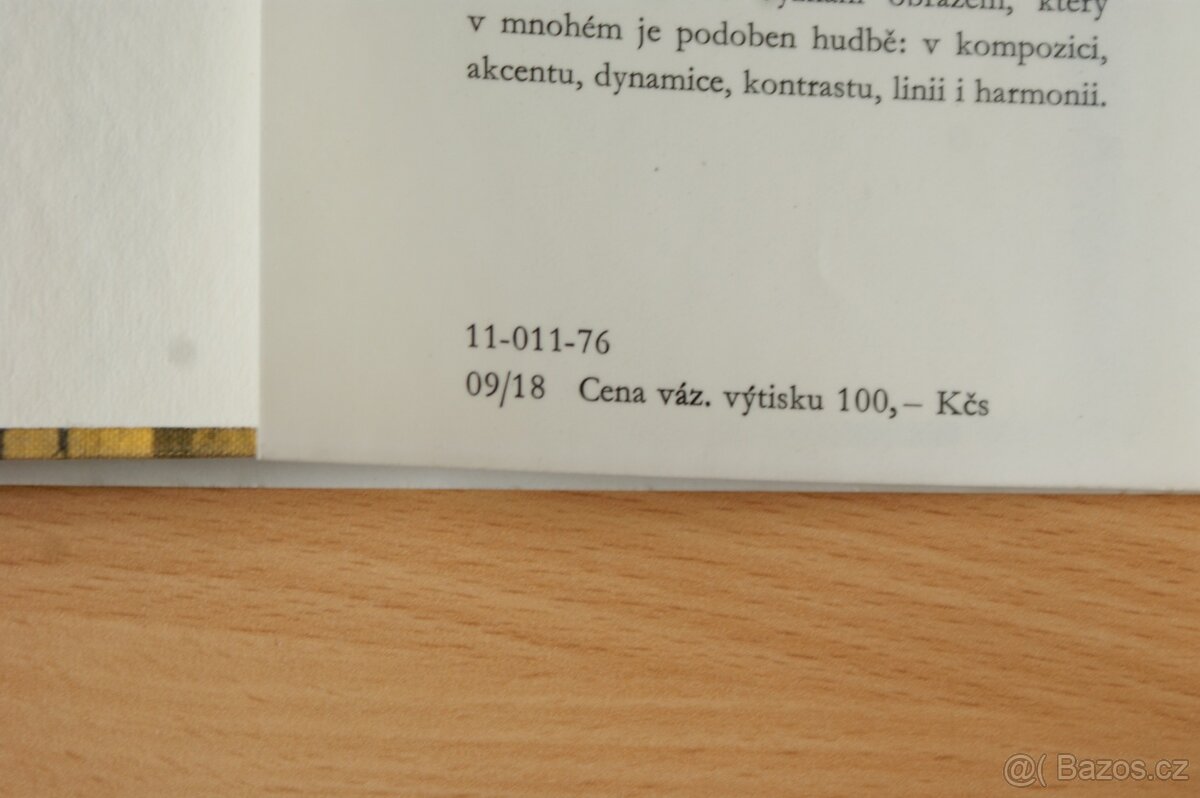 který
v mnohém je podoben hudbě: v kompozici,
akcentu, dynamice, kontrastu, linii i harmonii.
11-011-76
09/18 Cena váz. výtisku 100,– Kčs
@( Bazos.cz